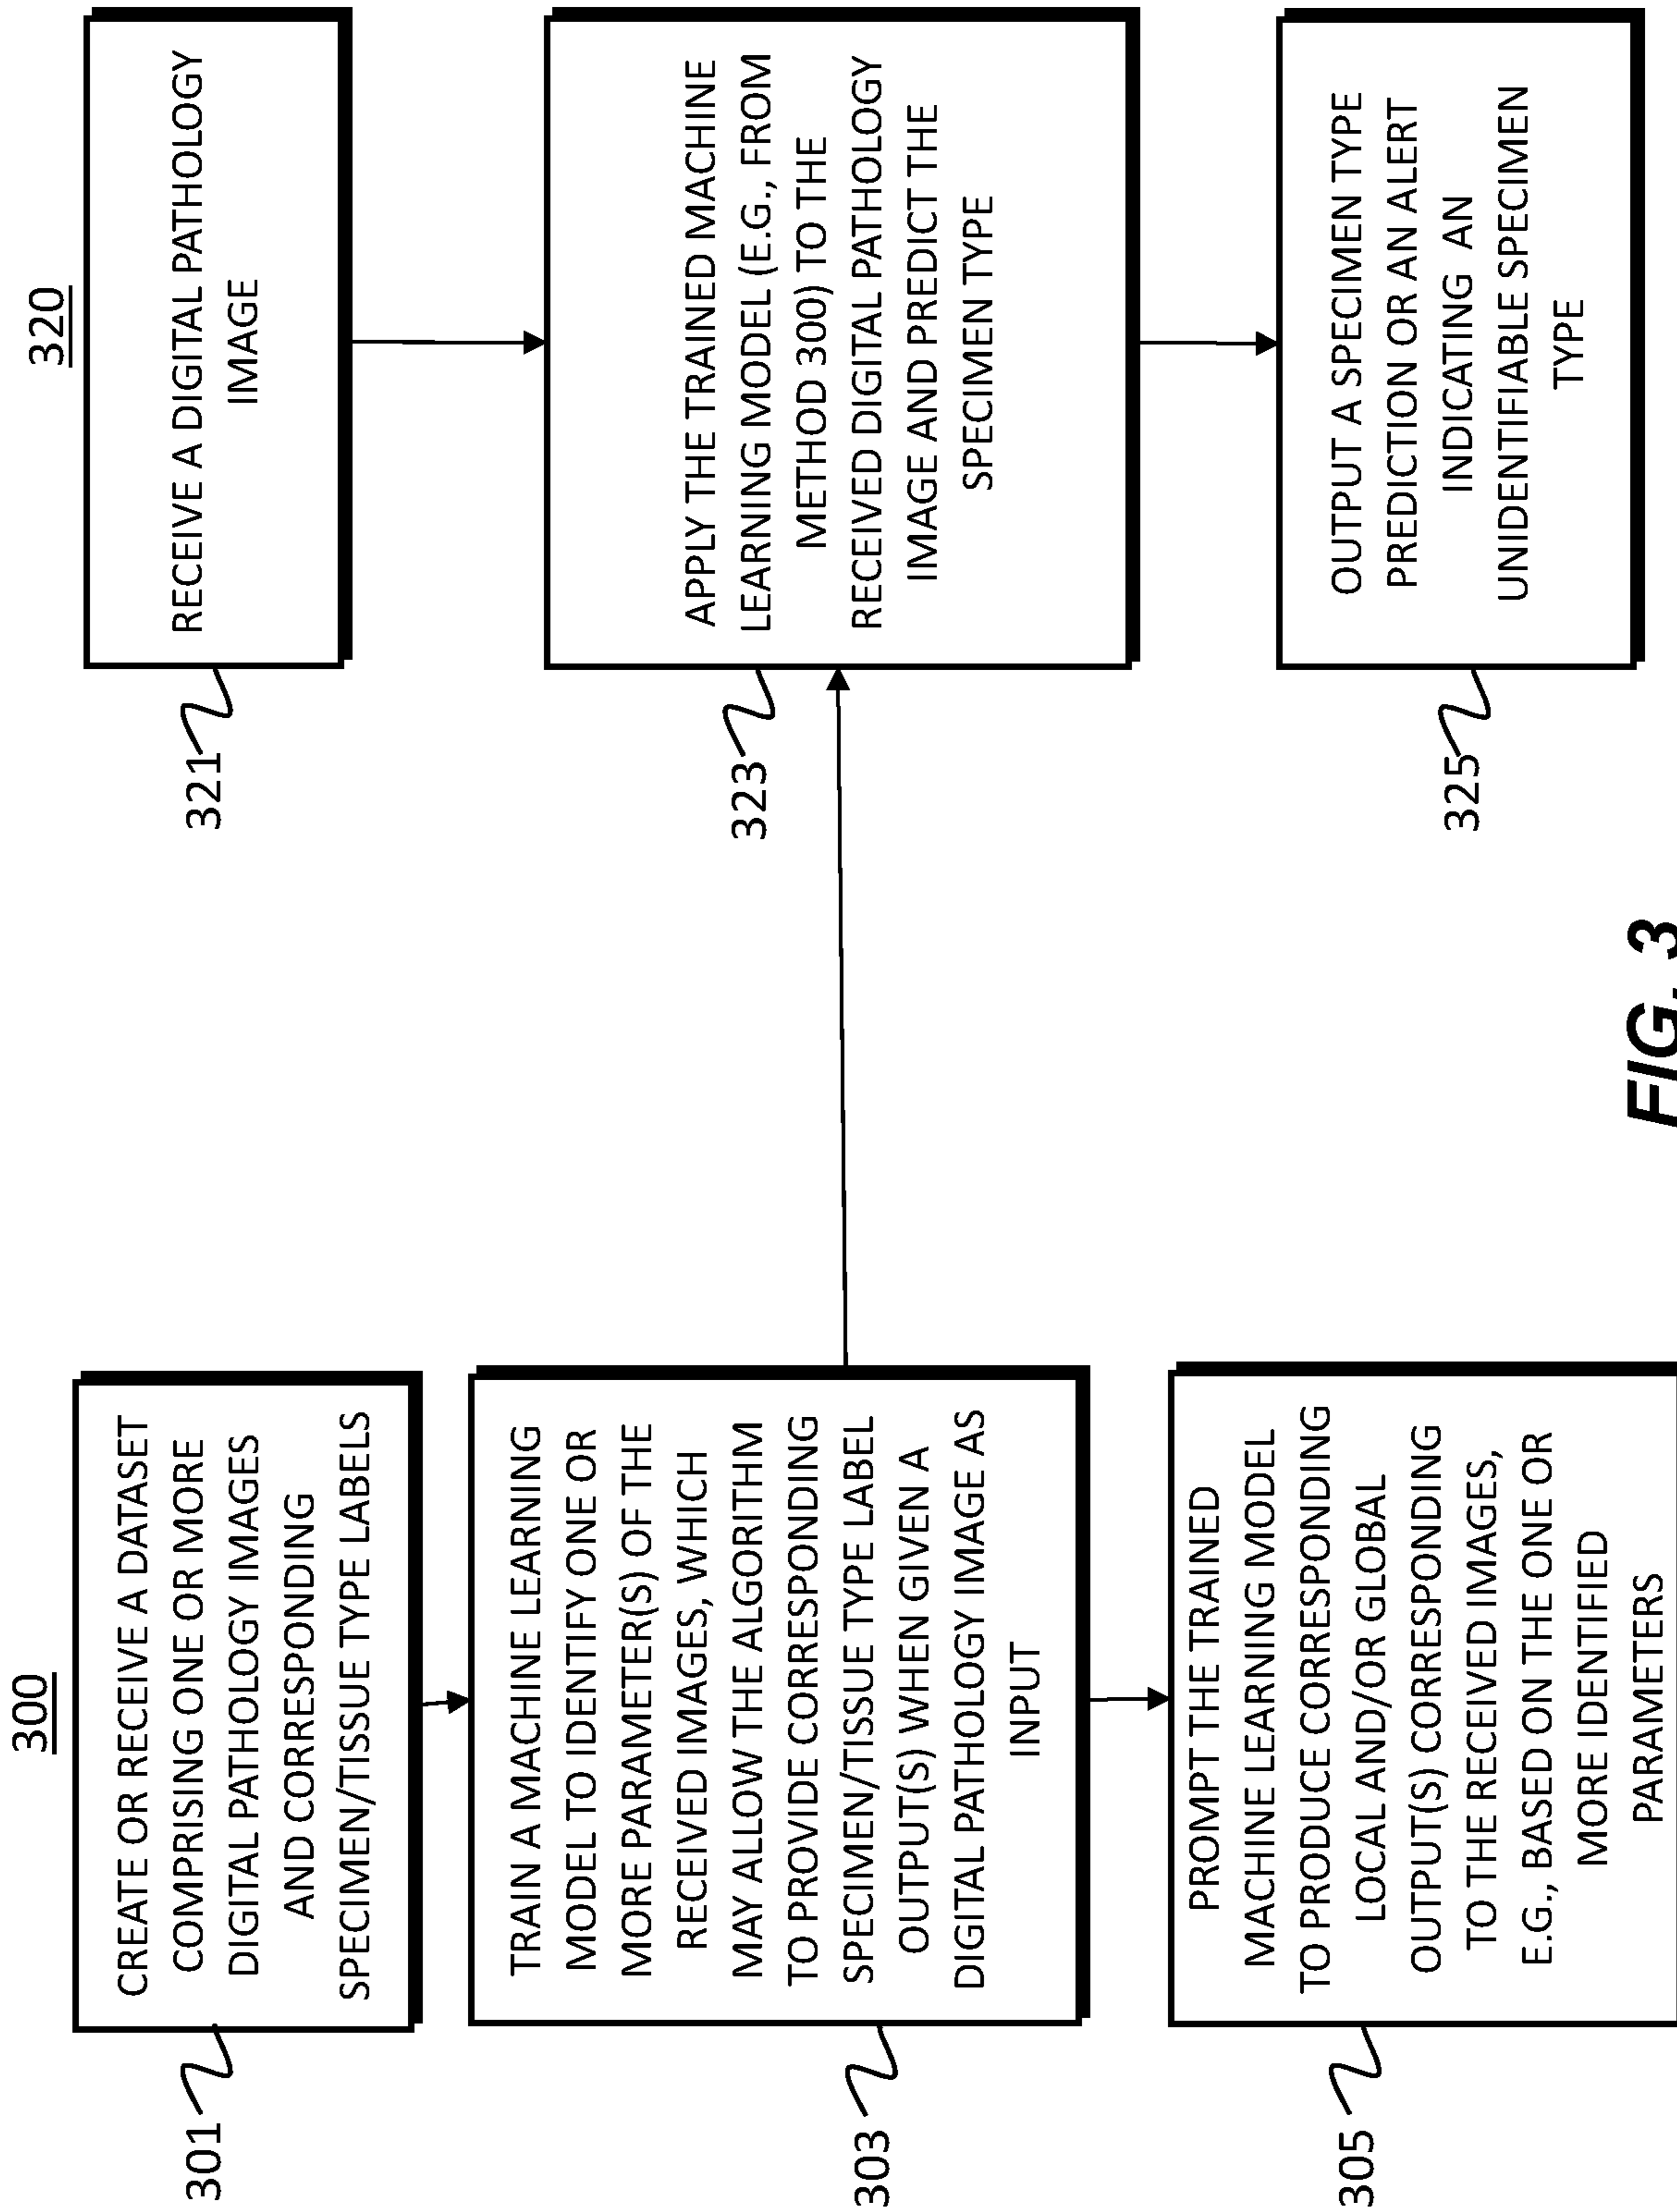 300
301
CREATE OR RECEIVE A DATASET
COMPRISING ONE OR MORE
DIGITAL PATHOLOGY IMAGES
AND CORRESPONDING
SPECIMEN/TISSUE TYPE LABELS
303
TRAIN A MACHINE LEARNING
MODEL TO IDENTIFY ONE OR
MORE PARAMETER(S) OF THE
RECEIVED IMAGES, WHICH
MAY ALLOW THE ALGORITHM
TO PROVIDE CORRESPONDING
SPECIMEN/TISSUE TYPE LABEL
OUTPUT(S) WHEN GIVEN A
DIGITAL PATHOLOGY IMAGE AS
INPUT
305
PROMPT THE TRAINED
MACHINE LEARNING MODEL
TO PRODUCE CORRESPONDING
LOCAL AND/OR GLOBAL
OUTPUT(S) CORRESPONDING
TO THE RECEIVED IMAGES,
E.G., BASED ON THE ONE OR
MORE IDENTIFIED
PARAMETERS
320
321
RECEIVE A DIGITAL PATHOLOGY
IMAGE
323
APPLY THE TRAINED MACHINE
LEARNING MODEL (E.G., FROM
METHOD 300) TO THE
RECEIVED DIGITAL PATHOLOGY
IMAGE AND PREDICT THE
SPECIMEN TYPE
325
OUTPUT A SPECIMEN TYPE
PREDICTION OR AN ALERT
INDICATING AN
UNIDENTIFIABLE SPECIMEN
TYPE
FIG. 3